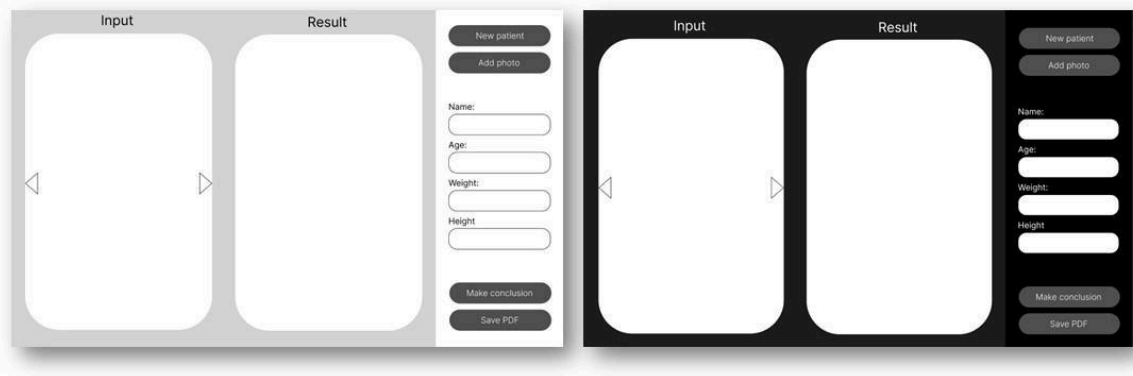 Input
Result
New patient
Add photo
Name:
Age:
Weight:
Height
Make conclusion
Save PDF
Input
Result
New patient
Add photo
Name:
Age:
Weight:
Height
Make conclusion
Save PDF